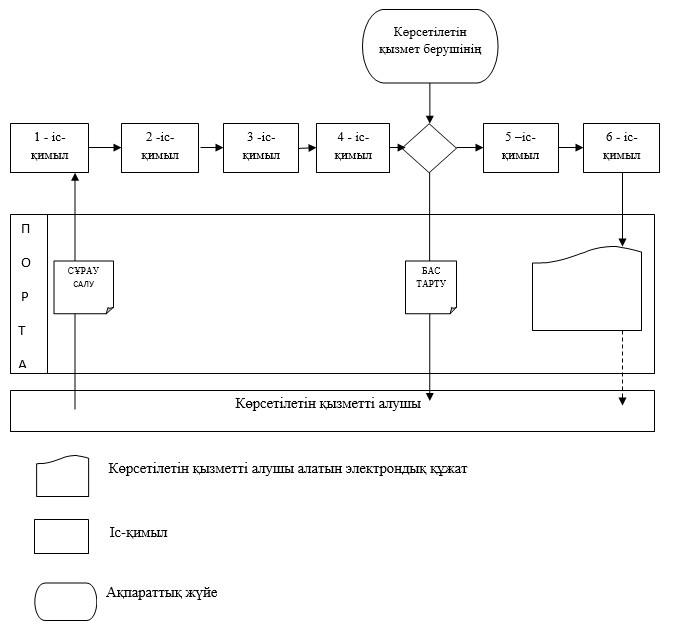 Көрсетілетін
қызмет берушінің
1 - іс-
қимыл
2 -іс-
қимыл
3 -іс-
қимыл
4 - іс-
қимыл
5 –іс-
қимыл
6 - іс-
қимыл
П
О
Р
Т
А
СҰРАУ
САЛУ
БАС
ТАРТУ
Көрсетілетін қызметті алушы
Көрсетілетін қызметті алушы алатын электрондық құжат
Іс-қимыл
Ақпараттық жүйе